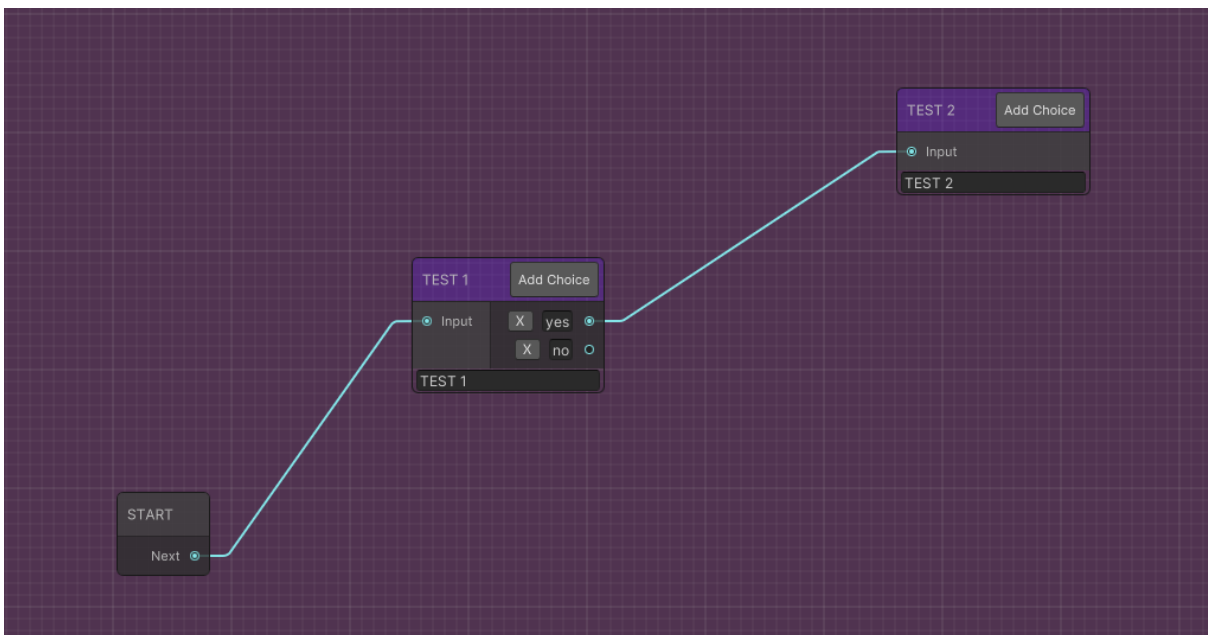 TEST 2 Add Choice
Input
TEST 2
TEST 1 Add Choice
Input X yes
X no
TEST 1
START
Next